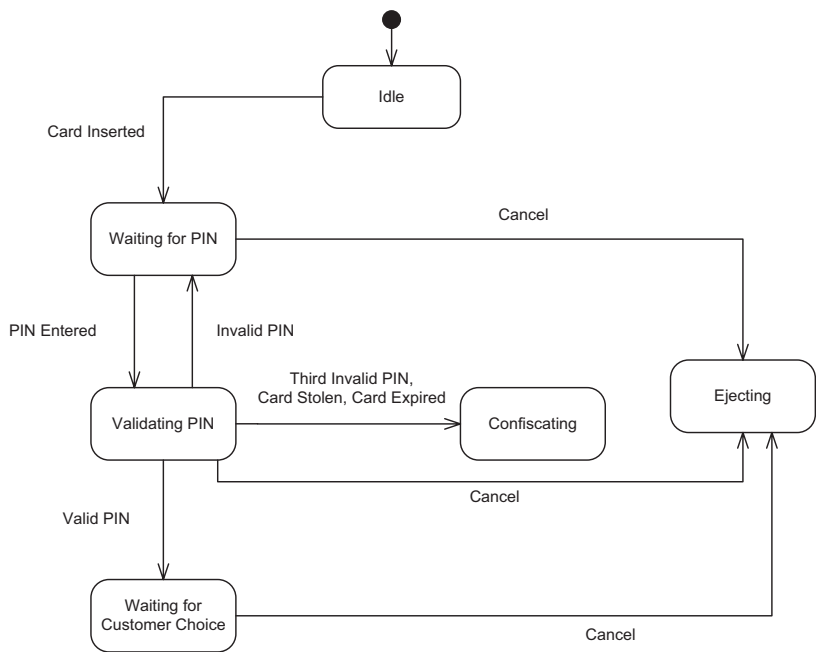 Idle
Card Inserted
Cancel
Waiting for PIN
PIN Entered
Invalid PIN
Third Invalid PIN,
Card Stolen, Card Expired
Ejecting
Validating PIN
Confiscating
Cancel
Valid PIN
Waiting for
Customer Choice
Cancel